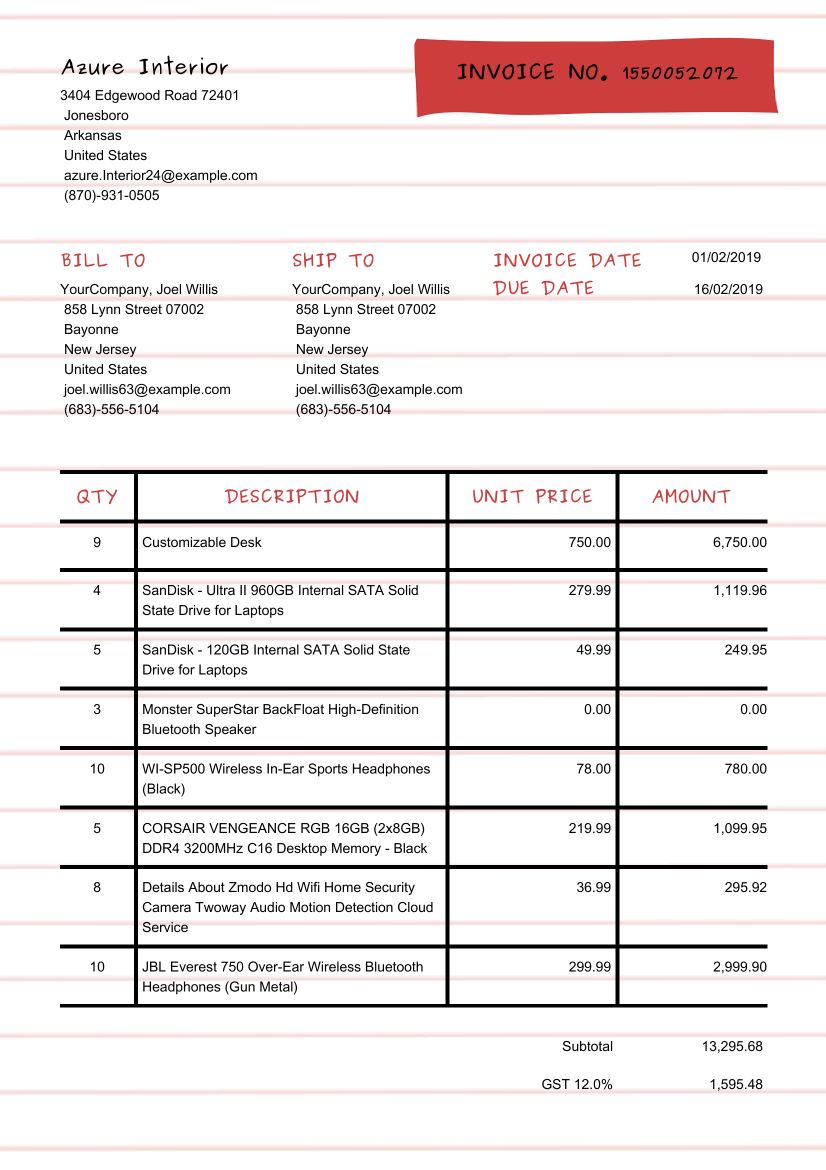 Azure Interior
INVOICE NO. 1550052072
3404 Edgewood Road 72401
Jonesboro
Arkansas
United States
azure.Interior24@example.com
(870)-931-0505
BILL TO
SHIP TO
INVOICE DATE 01/02/2019
DUE DATE 16/02/2019
YourCompany, Joel Willis
858 Lynn Street 07002
Bayonne
New Jersey
United States
joel.willis63@example.com
(683)-556-5104
YourCompany, Joel Willis
858 Lynn Street 07002
Bayonne
New Jersey
United States
joel.willis63@example.com
(683)-556-5104
QTY DESCRIPTION UNIT PRICE AMOUNT
9 Customizable Desk 750.00 6,750.00
4 SanDisk - Ultra II 960GB Internal SATA Solid 279.99 1,119.96
State Drive for Laptops
5 SanDisk - 120GB Internal SATA Solid State 49.99 249.95
Drive for Laptops
3 Monster SuperStar BackFloat High-Definition 0.00 0.00
Bluetooth Speaker
10 WI-SP500 Wireless In-Ear Sports Headphones 78.00 780.00
(Black)
5 CORSAIR VENGEANCE RGB 16GB (2x8GB) 219.99 1,099.95
DDR4 3200MHz C16 Desktop Memory - Black
8 Details About Zmodo Hd Wifi Home Security 36.99 295.92
Camera Twoway Audio Motion Detection Cloud
Service
10 JBL Everest 750 Over-Ear Wireless Bluetooth 299.99 2,999.90
Headphones (Gun Metal)
Subtotal 13,295.68
GST 12.0% 1,595.48